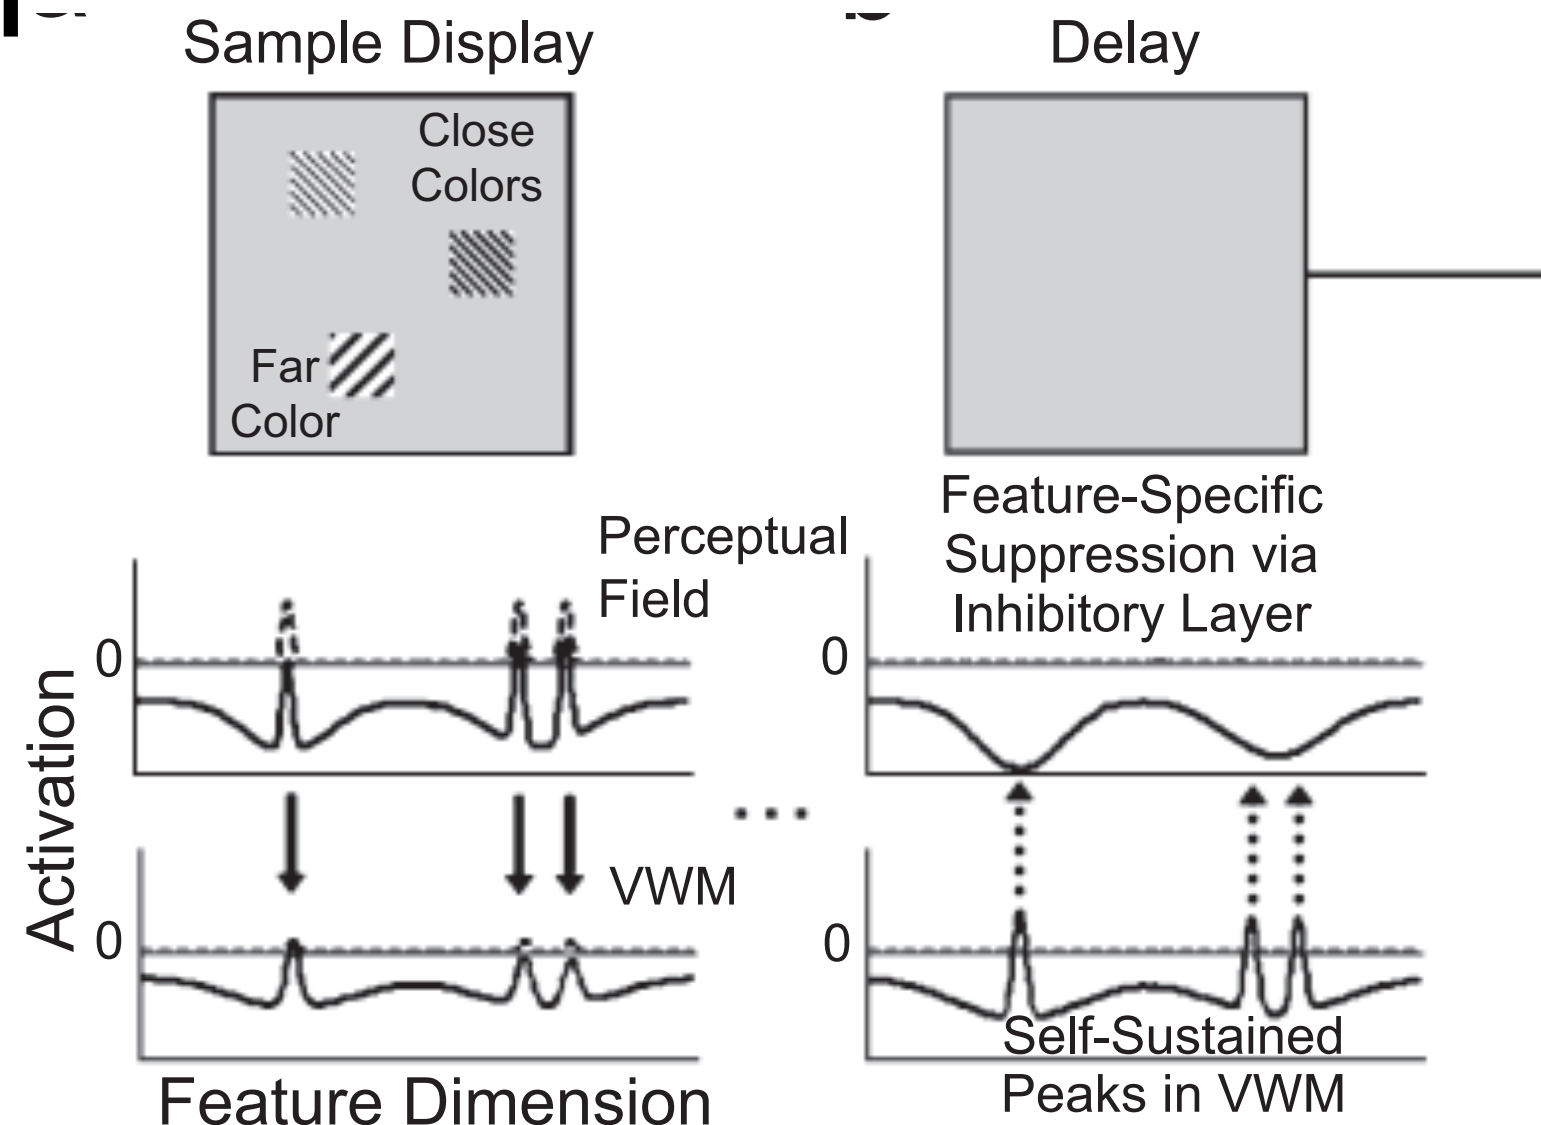 Sample Display
Close
Colors
Far
Color
Perceptual
Field
0
Activation
VWM
0
Feature Dimension
...
Delay
Feature-Specific
Suppression via
Inhibitory Layer
0
0
Self-Sustained
Peaks in VWM